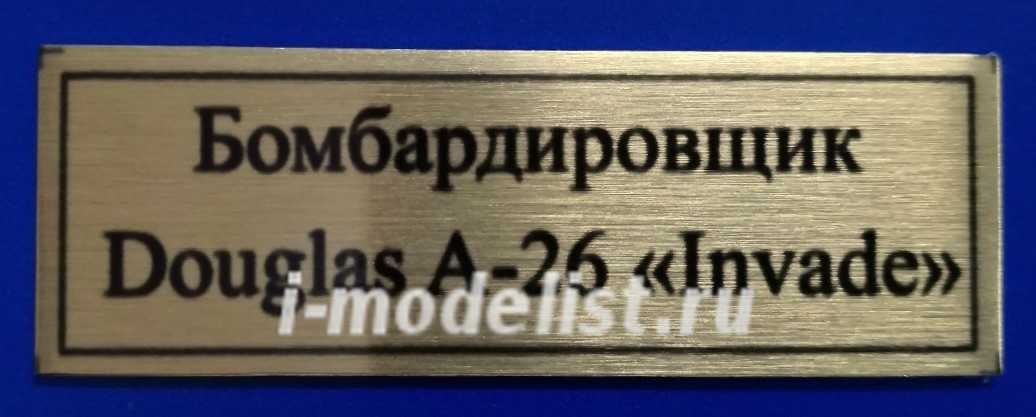 Бомбардировщик
Douglas A-26 «Invade»
i-modelist.ru